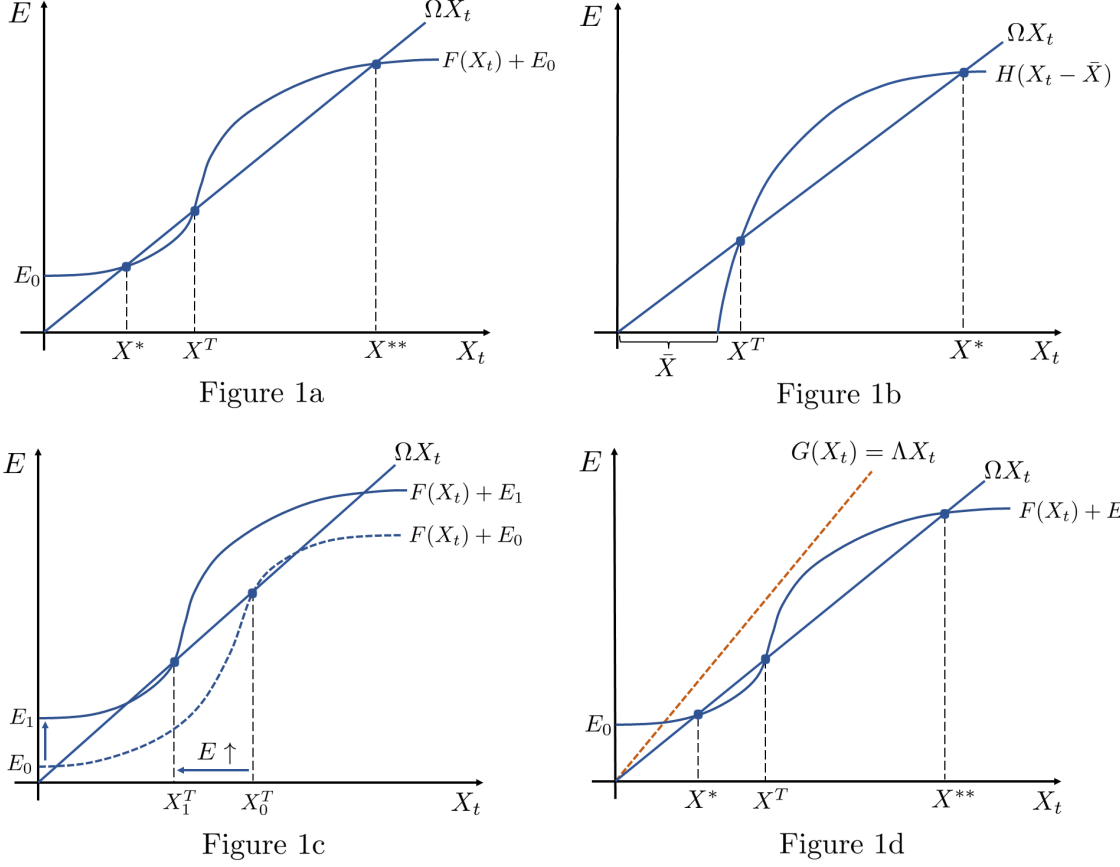 E
ΩX_t
F(X_t) + E_0
E_0
X* X^T X** X_t
Figure 1a
E
ΩX_t
H(X_t − X̄)
X̄ X^T X* X_t
Figure 1b
E
ΩX_t
F(X_t) + E_1
F(X_t) + E_0
E_1
E_0
E ↑
X_1^T X_0^T X_t
Figure 1c
E
G(X_t) = ΛX_t
ΩX_t
F(X_t) + E
E_0
X* X^T X** X_t
Figure 1d